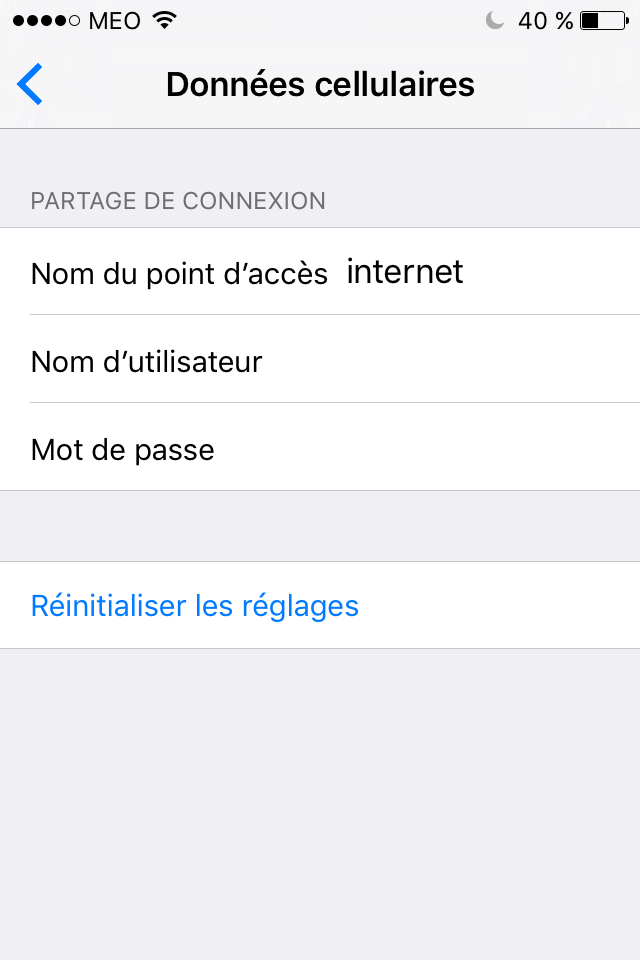 MEO 40 %
Données cellulaires
PARTAGE DE CONNEXION
Nom du point d’accès internet
Nom d’utilisateur
Mot de passe
Réinitialiser les réglages